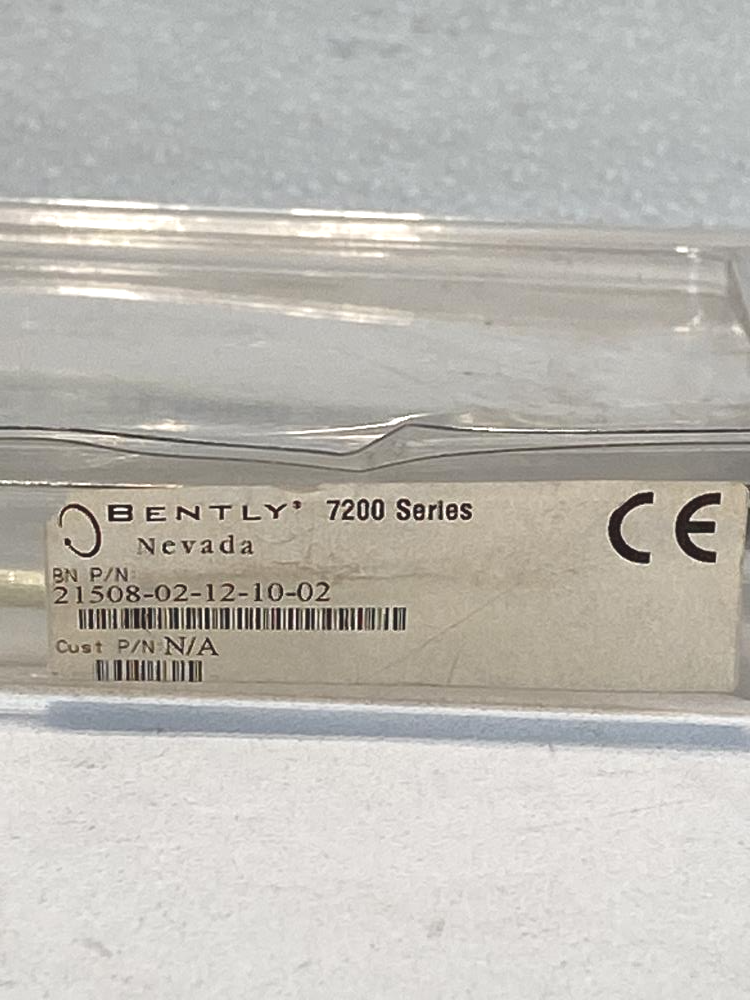 BENTLY® 7200 Series
Nevada
CE
BN P/N:
21508-02-12-10-02
Cust P/N: N/A